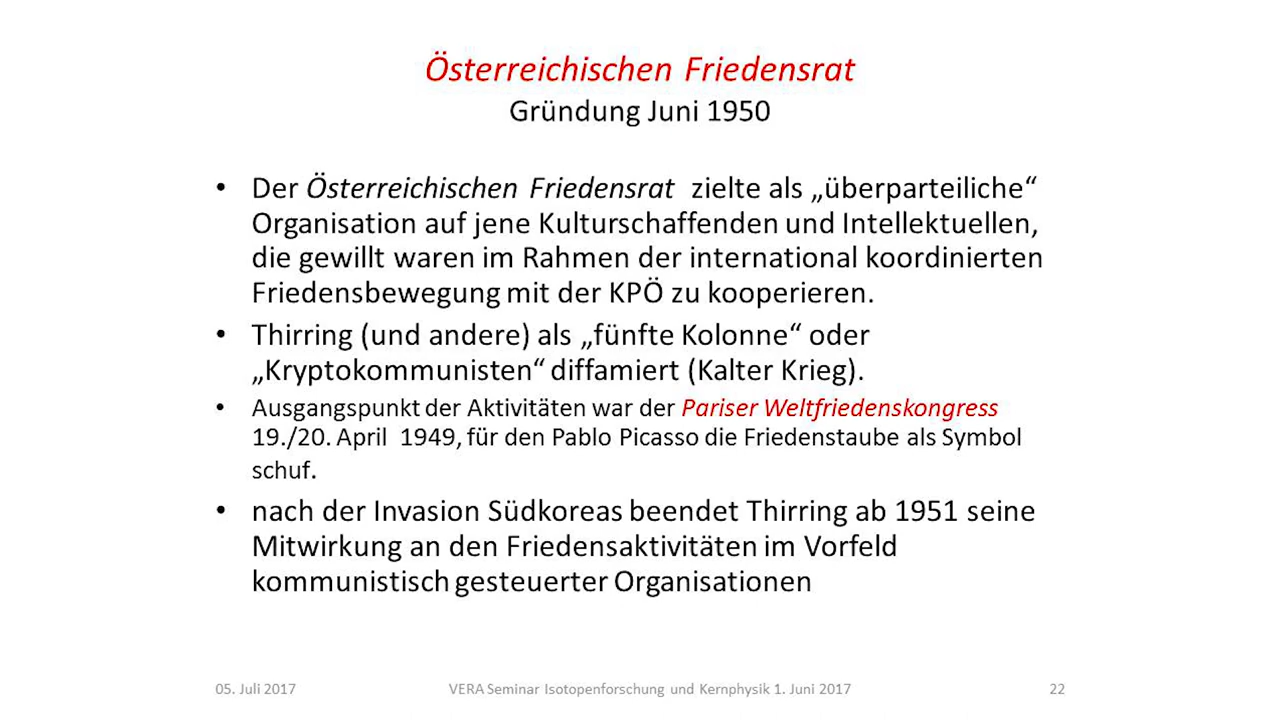 Österreichischen Friedensrat
Gründung Juni 1950
• Der Österreichischen Friedensrat zielte als „überparteiliche“
Organisation auf jene Kulturschaffenden und Intellektuellen,
die gewillt waren im Rahmen der international koordinierten
Friedensbewegung mit der KPÖ zu kooperieren.
• Thirring (und andere) als „fünfte Kolonne“ oder
„Kryptokommunisten“ diffamiert (Kalter Krieg).
• Ausgangspunkt der Aktivitäten war der Pariser Weltfriedenskongress
19./20. April 1949, für den Pablo Picasso die Friedenstaube als Symbol
schuf.
• nach der Invasion Südkoreas beendet Thirring ab 1951 seine
Mitwirkung an den Friedensaktivitäten im Vorfeld
kommunistisch gesteuerter Organisationen
05. Juli 2017 VERA Seminar Isotopenforschung und Kernphysik 1. Juni 2017 22